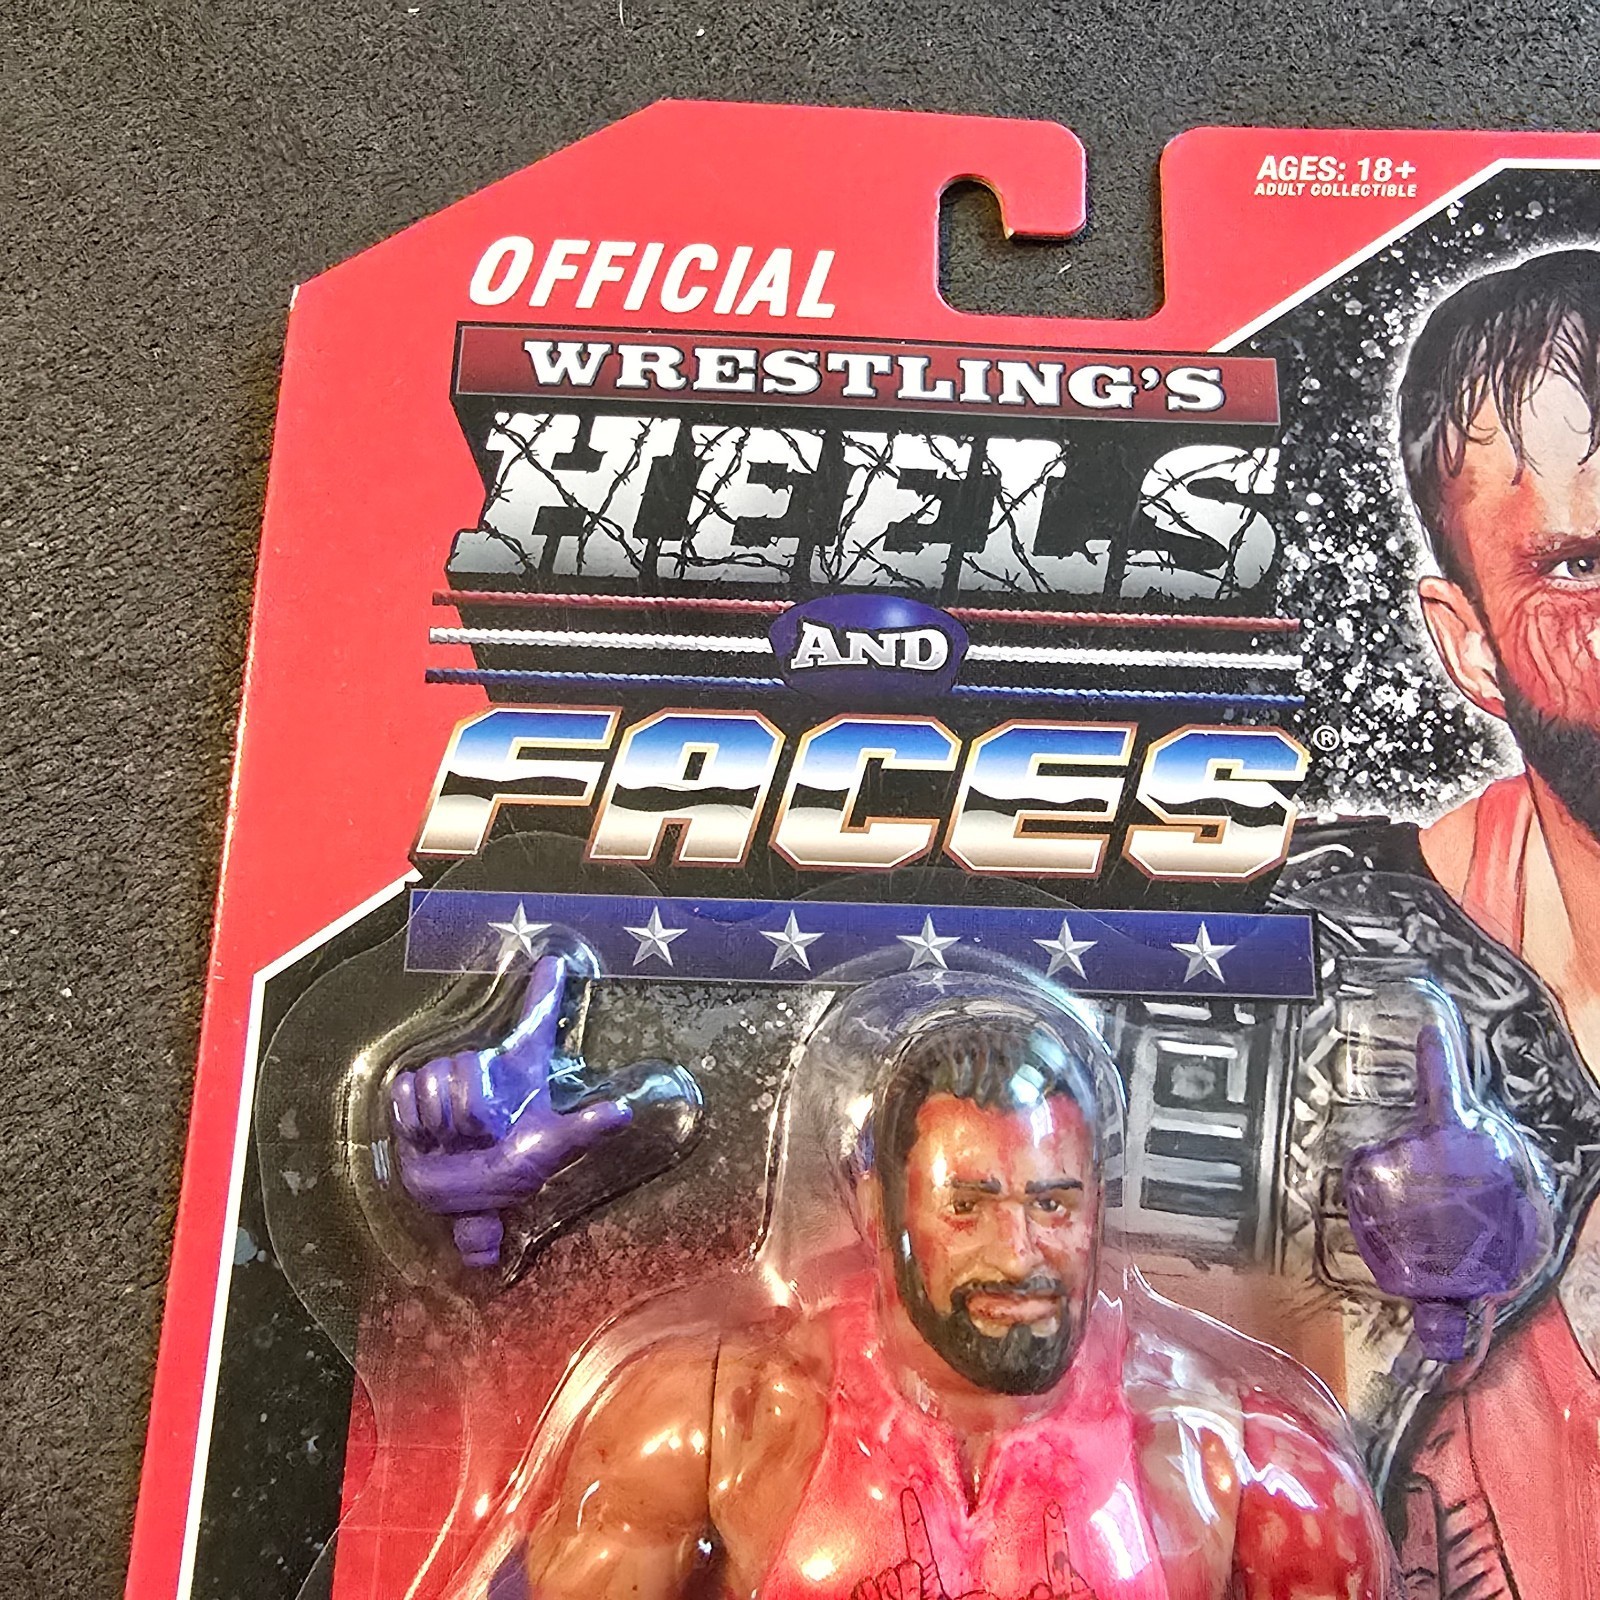 OFFICIAL
AGES: 18+
ADULT COLLECTIBLE
WRESTLING'S
HEELS
AND
FACES®